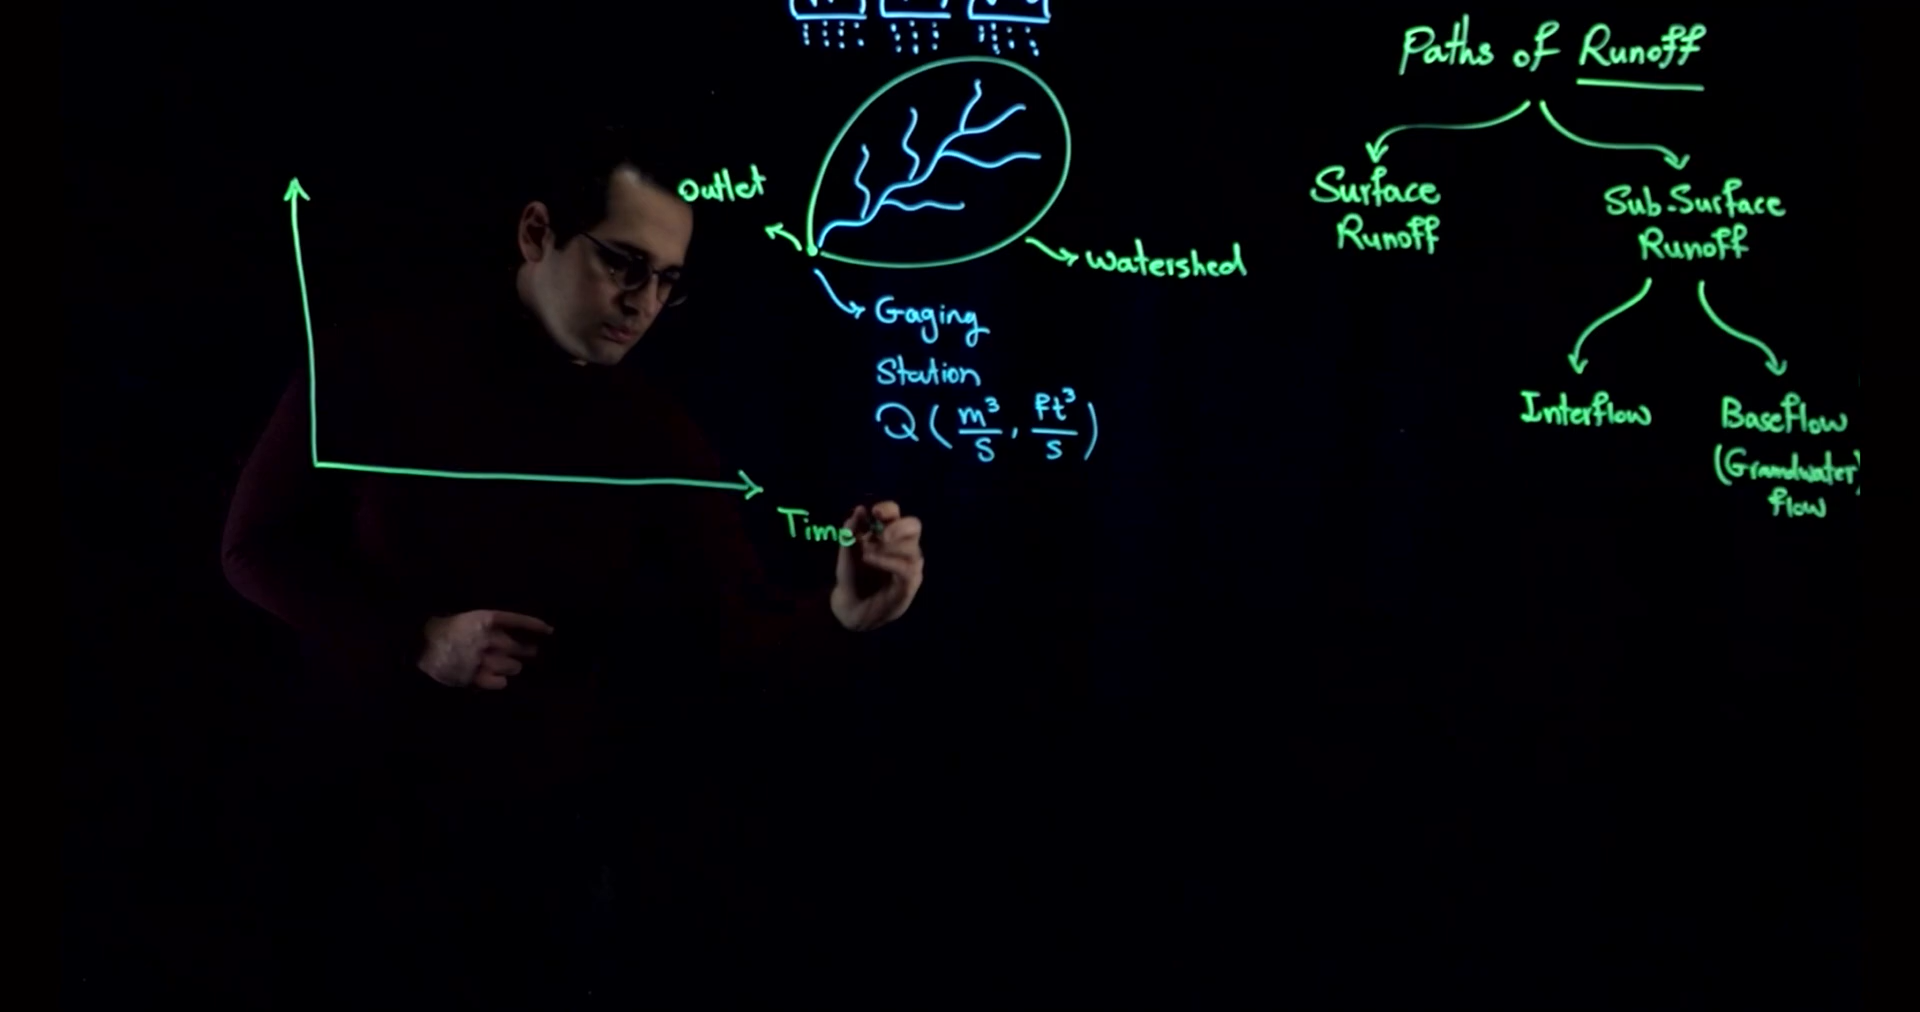 Paths of Runoff
Surface
Runoff
Sub-Surface
Runoff
Interflow
Baseflow
(Groundwater)
flow
Outlet
Watershed
Gaging
Station
Q ( m³/s , ft³/s )
Time